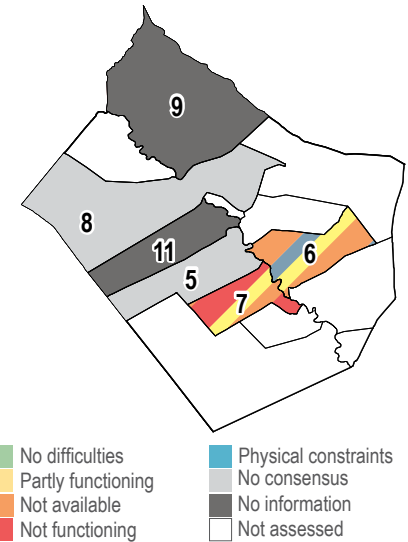 9
8
11
6
5
7
No difficulties
Partly functioning
Not available
Not functioning
Physical constraints
No consensus
No information
Not assessed